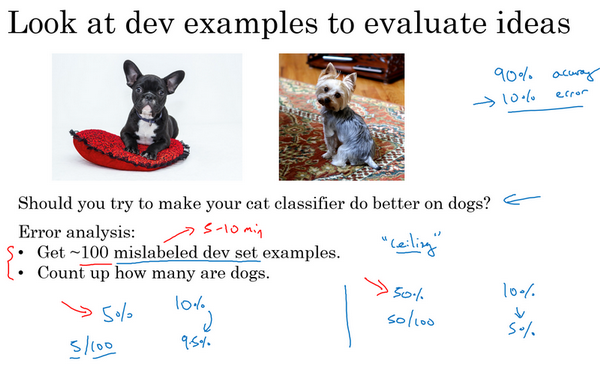 Look at dev examples to evaluate ideas
90% accuracy
→ 10% error
Should you try to make your cat classifier do better on dogs?
Error analysis:
5-10 min
• Get ~100 mislabeled dev set examples.
• Count up how many are dogs.
"ceiling"
5%
5/100
10%
9.5%
50%
50/100
10%
5%